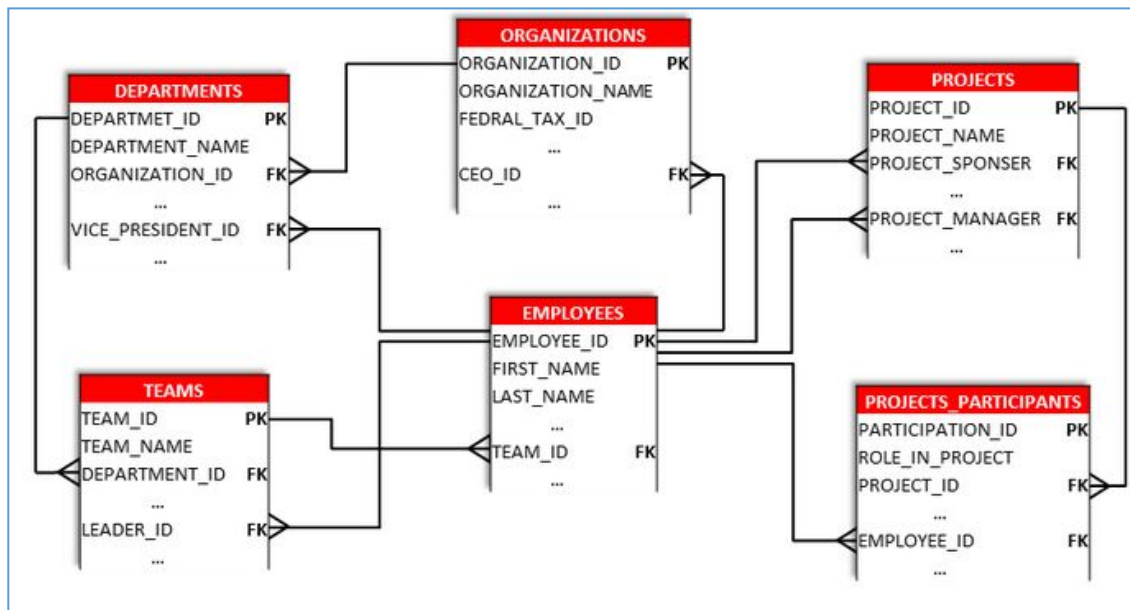 ORGANIZATIONS
ORGANIZATION_ID PK
ORGANIZATION_NAME
FEDRAL_TAX_ID
...
CEO_ID FK
...
DEPARTMENTS
DEPARTMET_ID PK
DEPARTMENT_NAME
ORGANIZATION_ID FK
...
VICE_PRESIDENT_ID FK
...
PROJECTS
PROJECT_ID PK
PROJECT_NAME
PROJECT_SPONSER FK
...
PROJECT_MANAGER FK
...
EMPLOYEES
EMPLOYEE_ID PK
FIRST_NAME
LAST_NAME
...
TEAM_ID FK
...
TEAMS
TEAM_ID PK
TEAM_NAME
DEPARTMENT_ID FK
...
LEADER_ID FK
...
PROJECTS_PARTICIPANTS
PARTICIPATION_ID PK
ROLE_IN_PROJECT
PROJECT_ID FK
...
EMPLOYEE_ID FK
...